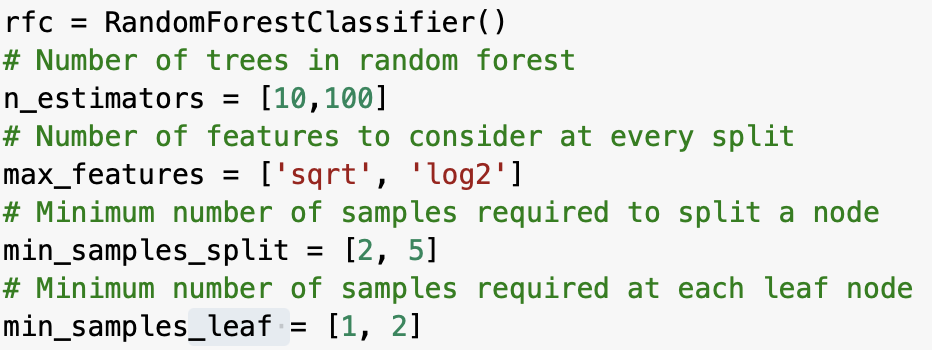 rfc = RandomForestClassifier()
# Number of trees in random forest
n_estimators = [10,100]
# Number of features to consider at every split
max_features = ['sqrt', 'log2']
# Minimum number of samples required to split a node
min_samples_split = [2, 5]
# Minimum number of samples required at each leaf node
min_samples_leaf = [1, 2]